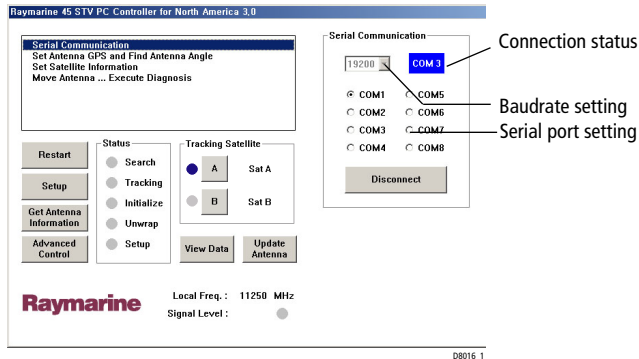 Raymarine 45 STV PC Controller for North America 3,0
Serial Communication
Set Antenna GPS and Find Antenna Angle
Set Satellite Information
Move Antenna ... Execute Diagnosis
Restart
Setup
Get Antenna
Information
Advanced
Control
Status
Search
Tracking
Initialize
Unwrap
Setup
Tracking Satellite
A Sat A
B Sat B
View Data
Update
Antenna
Raymarine
Local Freq. : 11250 MHz
Signal Level :
Serial Communication
19200 COM 3
COM1 COM5
COM2 COM6
COM3 COM7
COM4 COM8
Disconnect
Connection status
Baudrate setting
Serial port setting
D8016_1